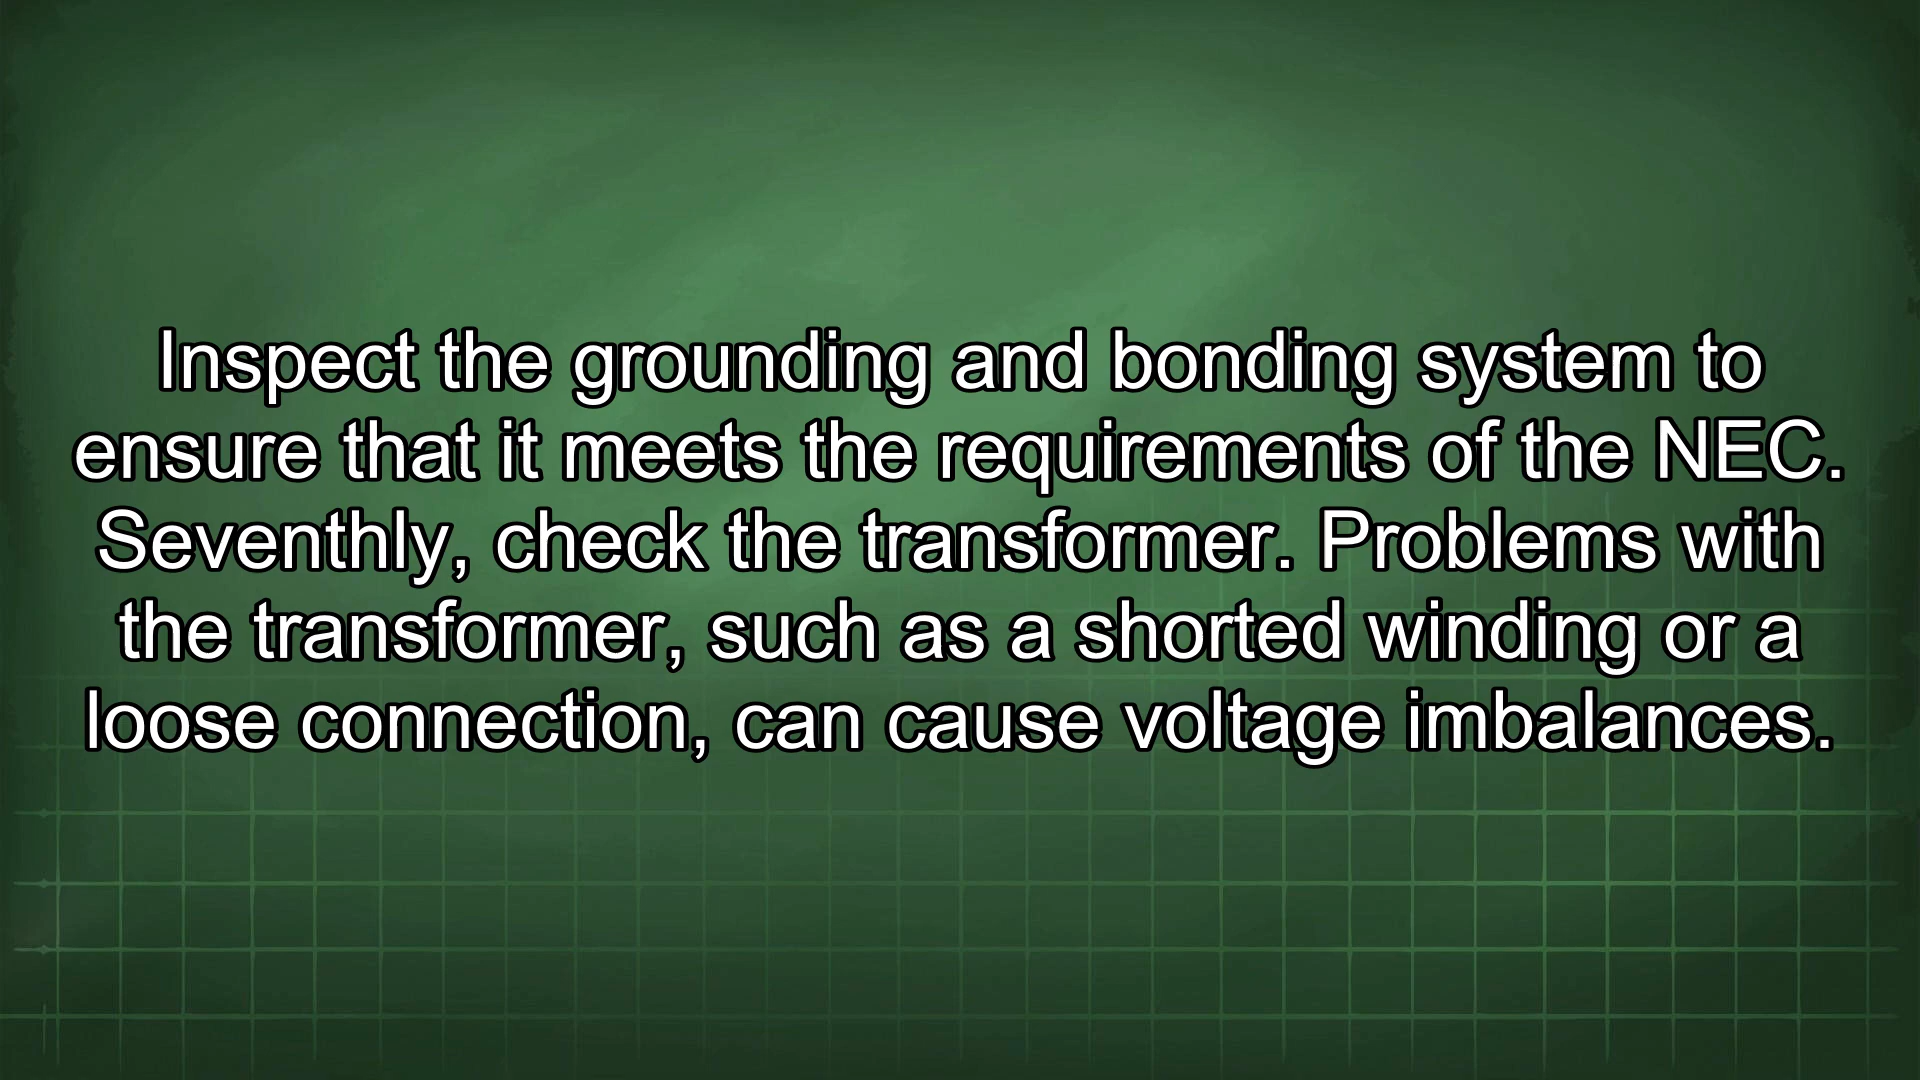 Inspect the grounding and bonding system to
ensure that it meets the requirements of the NEC.
Seventhly, check the transformer. Problems with
the transformer, such as a shorted winding or a
loose connection, can cause voltage imbalances.